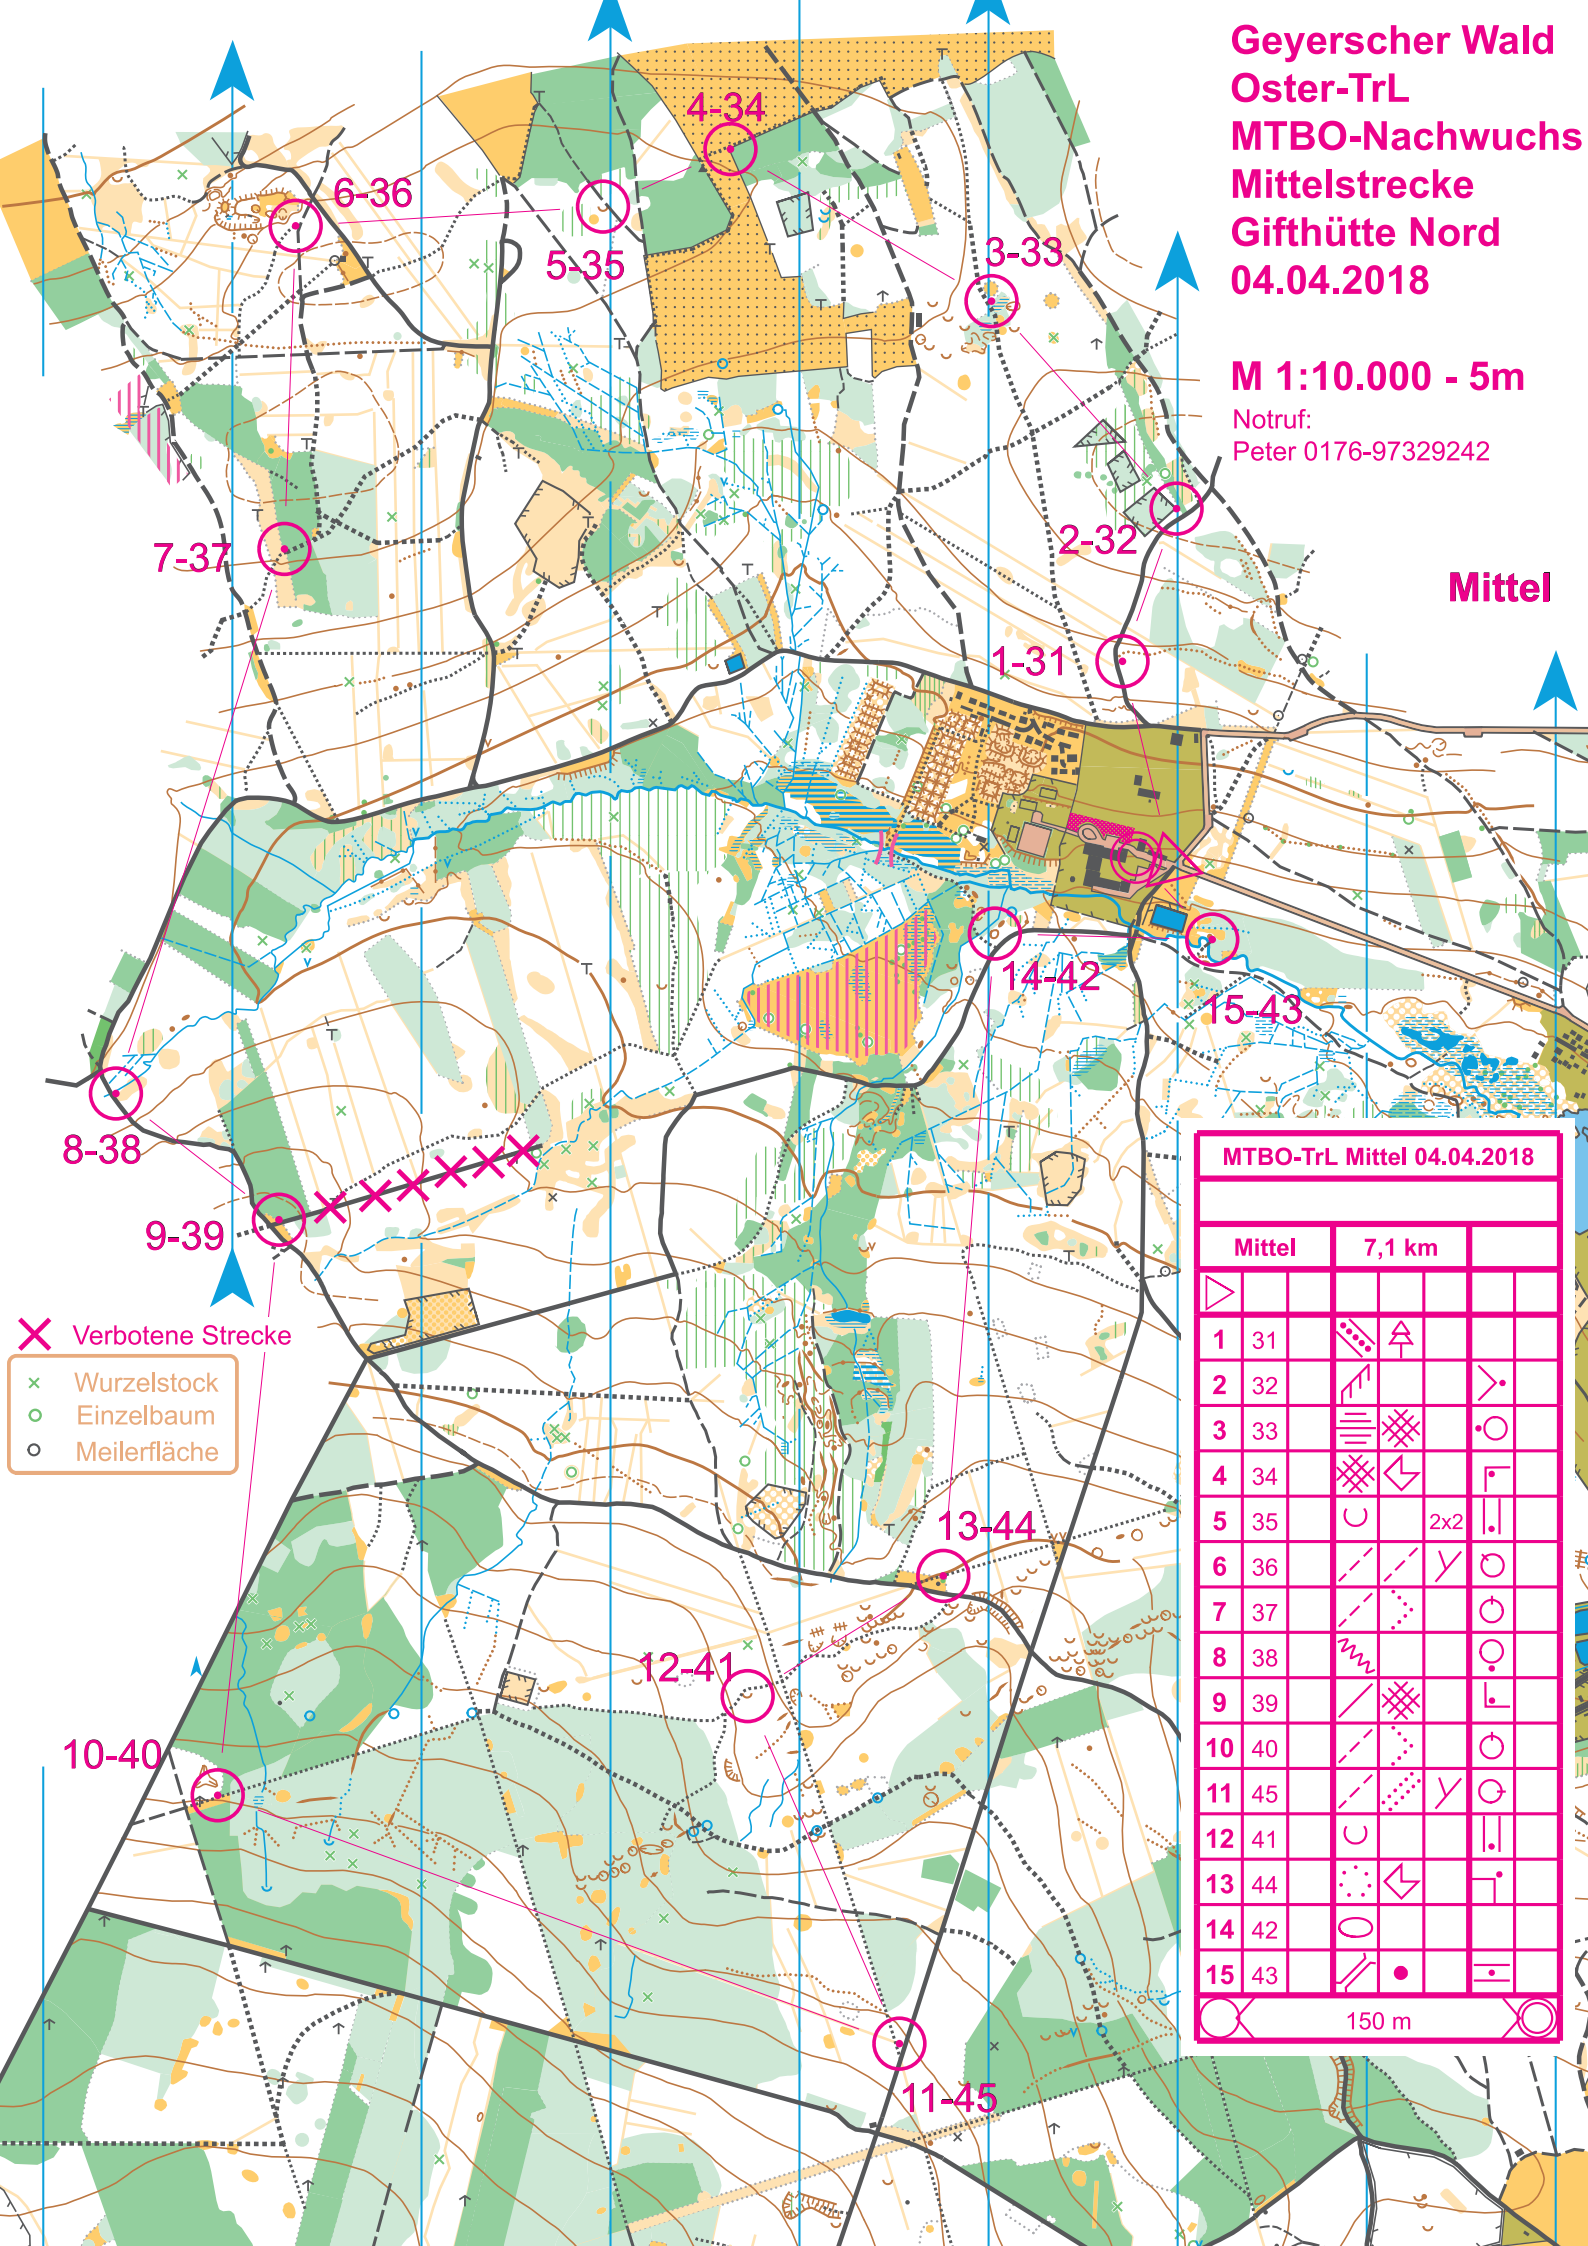 Geyerscher Wald
Oster-TrL
MTBO-Nachwuchs
Mittelstrecke
Gifthütte Nord
04.04.2018
M 1:10.000 - 5m
Notruf:
Peter 0176-97329242
Mittel
4-34
6-36
5-35
3-33
2-32
7-37
1-31
14-42
15-43
8-38
9-39
13-44
12-41
10-40
11-45
Verbotene Strecke
Wurzelstock
Einzelbaum
Meilerfläche
MTBO-TrL Mittel 04.04.2018
Mittel 7,1 km
1 31
2 32
3 33
4 34
5 35 2x2
6 36
7 37
8 38
9 39
10 40
11 45
12 41
13 44
14 42
15 43
150 m